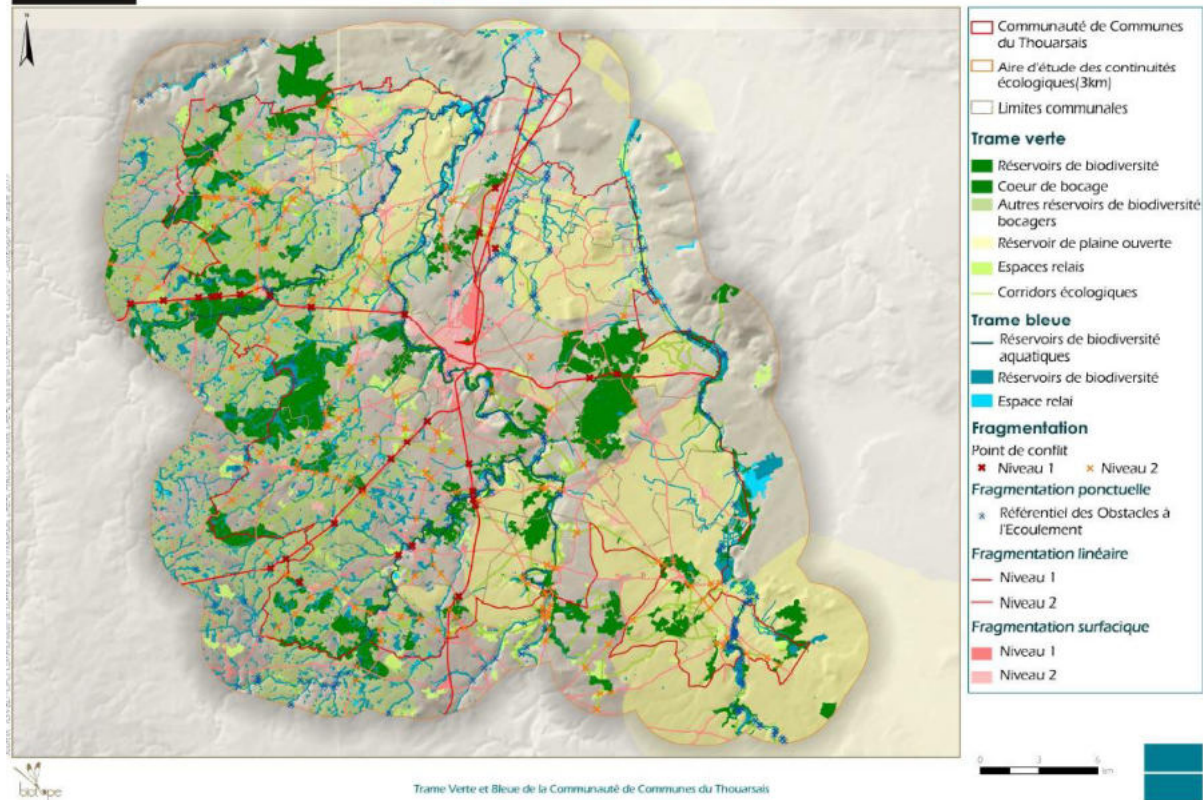 N
Communauté de Communes
du Thouarsais
Aire d'étude des continuités
écologiques(3km)
Limites communales
Trame verte
Réservoirs de biodiversité
Coeur de bocage
Autres réservoirs de biodiversité
bocagers
Réservoir de plaine ouverte
Espaces relais
Corridors écologiques
Trame bleue
Réservoirs de biodiversité
aquatiques
Réservoirs de biodiversité
Espace relai
Fragmentation
Point de conflit
Niveau 1 Niveau 2
Fragmentation ponctuelle
Référentiel des Obstacles à
l'Ecoulement
Fragmentation linéaire
Niveau 1
Niveau 2
Fragmentation surfacique
Niveau 1
Niveau 2
0 3 6
km
biotope
Trame Verte et Bleue de la Communauté de Communes du Thouarsais